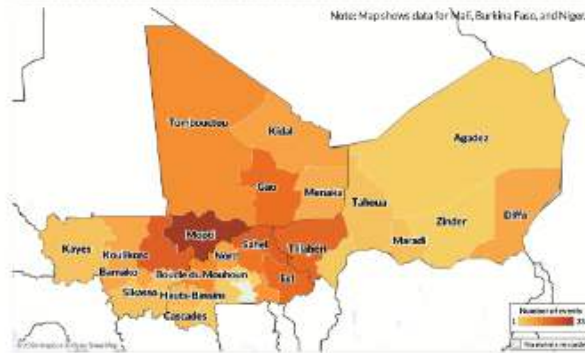 Note: Map shows data for Mali, Burkina Faso, and Niger.
Tombouctou
Kidal
Agadez
Gao
Menaka
Tahoua
Zinder
Diffa
Maradi
Mopti
Kayes
Koulikoro
Bamako
Nord
Sahel
Tillaberi
Boucle du Mouhoun
Est
Sikasso
Hauts-Bassins
Cascades
Number of events
1